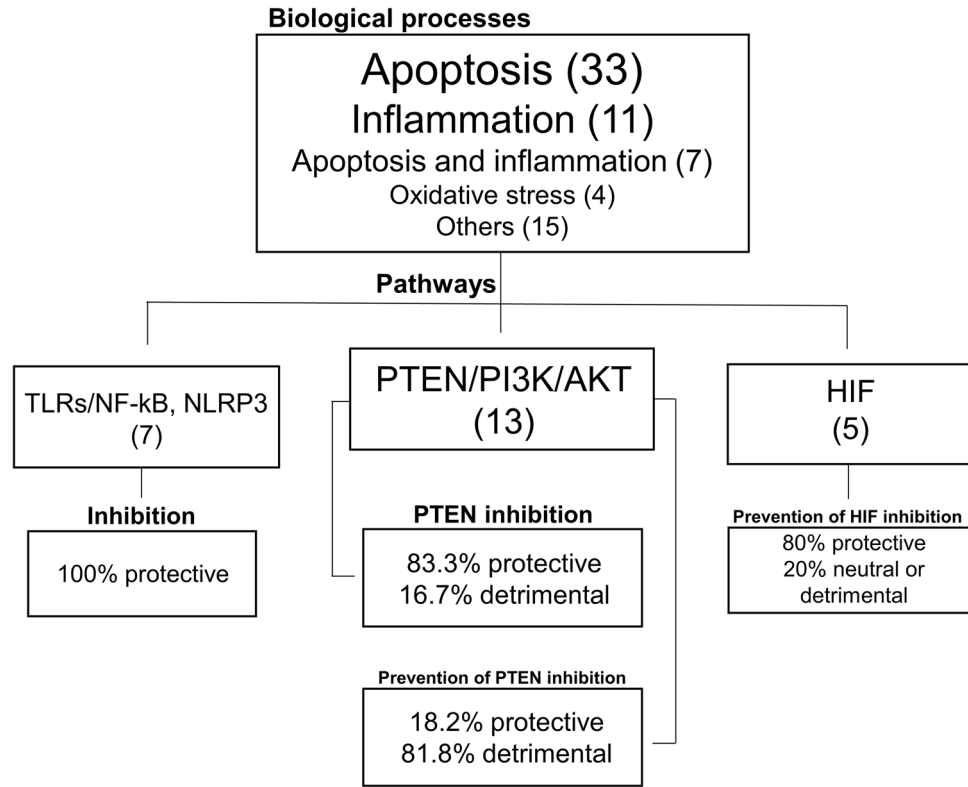 Biological processes
Apoptosis (33)
Inflammation (11)
Apoptosis and inflammation (7)
Oxidative stress (4)
Others (15)
Pathways
TLRs/NF-kB, NLRP3
(7)
Inhibition
100% protective
PTEN/PI3K/AKT
(13)
PTEN inhibition
83.3% protective
16.7% detrimental
Prevention of PTEN inhibition
18.2% protective
81.8% detrimental
HIF
(5)
Prevention of HIF inhibition
80% protective
20% neutral or
detrimental